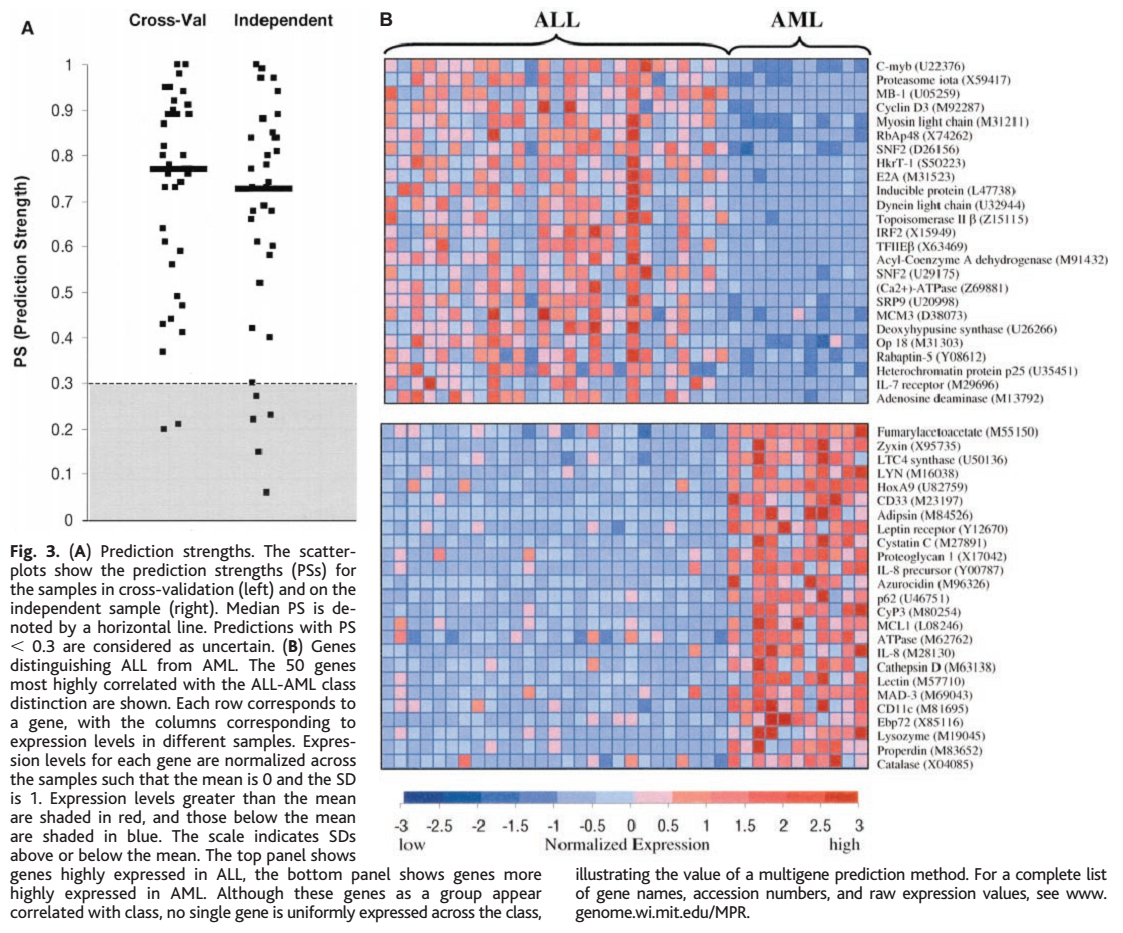 A
Cross-Val
Independent
PS (Prediction Strength)
1
0.9
0.8
0.7
0.6
0.5
0.4
0.3
0.2
0.1
0
B
ALL
AML
C-myb (U22376)
Proteasome iota (X59417)
MB-1 (U05259)
Cyclin D3 (M92287)
Myosin light chain (M31211)
RbAp48 (X74262)
SNF2 (D26156)
HkrT-1 (S50223)
E2A (M31523)
Inducible protein (L47738)
Dynein light chain (U32944)
Topoisomerase II β (Z15115)
IRF2 (X15949)
TFIIEβ (X63469)
Acyl-Coenzyme A dehydrogenase (M91432)
SNF2 (U29175)
(Ca2+)-ATPase (Z69881)
SRP9 (U20998)
MCM3 (D38073)
Deoxyhypusine synthase (U26266)
Op 18 (M31303)
Rabaptin-5 (Y08612)
Heterochromatin protein p25 (U35451)
IL-7 receptor (M29696)
Adenosine deaminase (M13792)
Fumarylacetoacetate (M55150)
Zyxin (X95735)
LTC4 synthase (U50136)
LYN (M16038)
HoxA9 (U82759)
CD33 (M23197)
Adipsin (M84526)
Leptin receptor (Y12670)
Cystatin C (M27891)
Proteoglycan 1 (X17042)
IL-8 precursor (Y00787)
Azurocidin (M96326)
p62 (U46751)
CyP3 (M80254)
MCL1 (L08246)
ATPase (M62762)
IL-8 (M28130)
Cathepsin D (M63138)
Lectin (M57710)
MAD-3 (M69043)
CD11c (M81695)
Ebp72 (X85116)
Lysozyme (M19045)
Properdin (M83652)
Catalase (X04085)
-3 -2.5 -2 -1.5 -1 -0.5 0 0.5 1 1.5 2 2.5 3
low Normalized Expression high
Fig. 3. (A) Prediction strengths. The scatter-
plots show the prediction strengths (PSs) for
the samples in cross-validation (left) and on the
independent sample (right). Median PS is de-
noted by a horizontal line. Predictions with PS
< 0.3 are considered as uncertain. (B) Genes
distinguishing ALL from AML. The 50 genes
most highly correlated with the ALL-AML class
distinction are shown. Each row corresponds to
a gene, with the columns corresponding to
expression levels in different samples. Expres-
sion levels for each gene are normalized across
the samples such that the mean is 0 and the SD
is 1. Expression levels greater than the mean
are shaded in red, and those below the mean
are shaded in blue. The scale indicates SDs
above or below the mean. The top panel shows
genes highly expressed in ALL, the bottom panel shows genes more
highly expressed in AML. Although these genes as a group appear
correlated with class, no single gene is uniformly expressed across the class,
illustrating the value of a multigene prediction method. For a complete list
of gene names, accession numbers, and raw expression values, see www.
genome.wi.mit.edu/MPR.